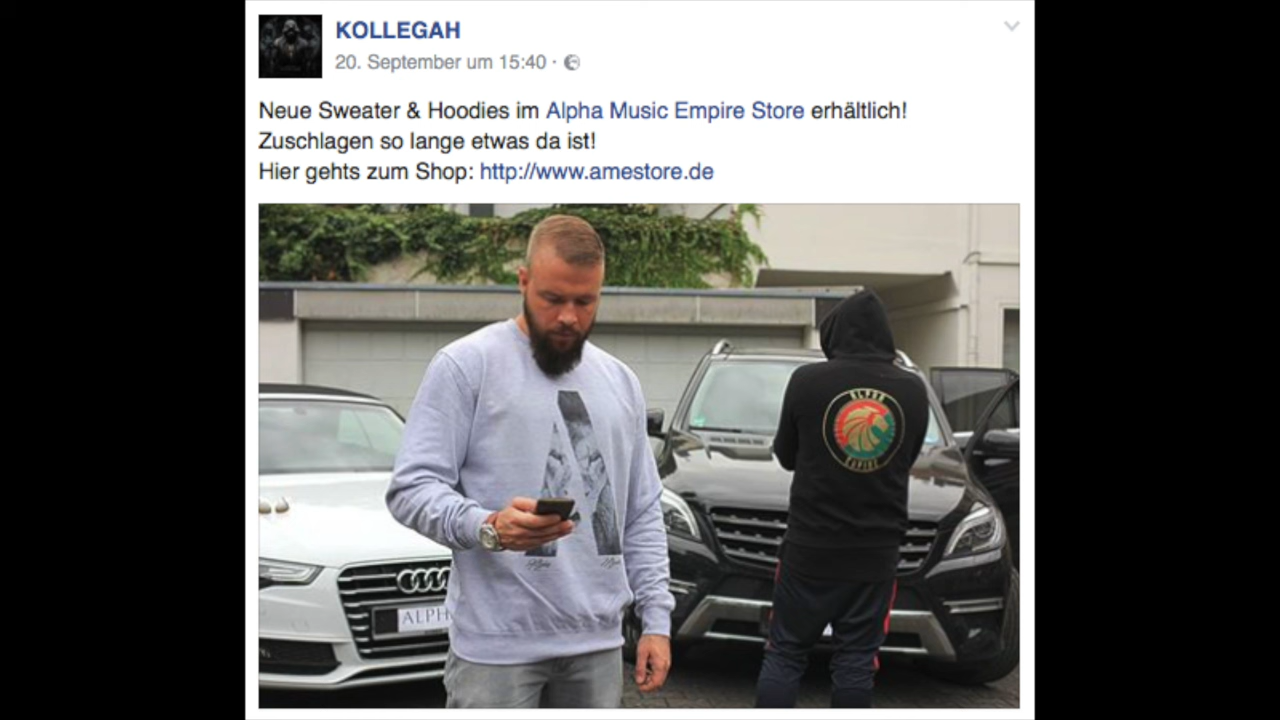 KOLLEGAH
20. September um 15:40 ·
Neue Sweater & Hoodies im Alpha Music Empire Store erhältlich!
Zuschlagen so lange etwas da ist!
Hier gehts zum Shop: http://www.amestore.de
A
ALPHA
EMPIRE
ALPH